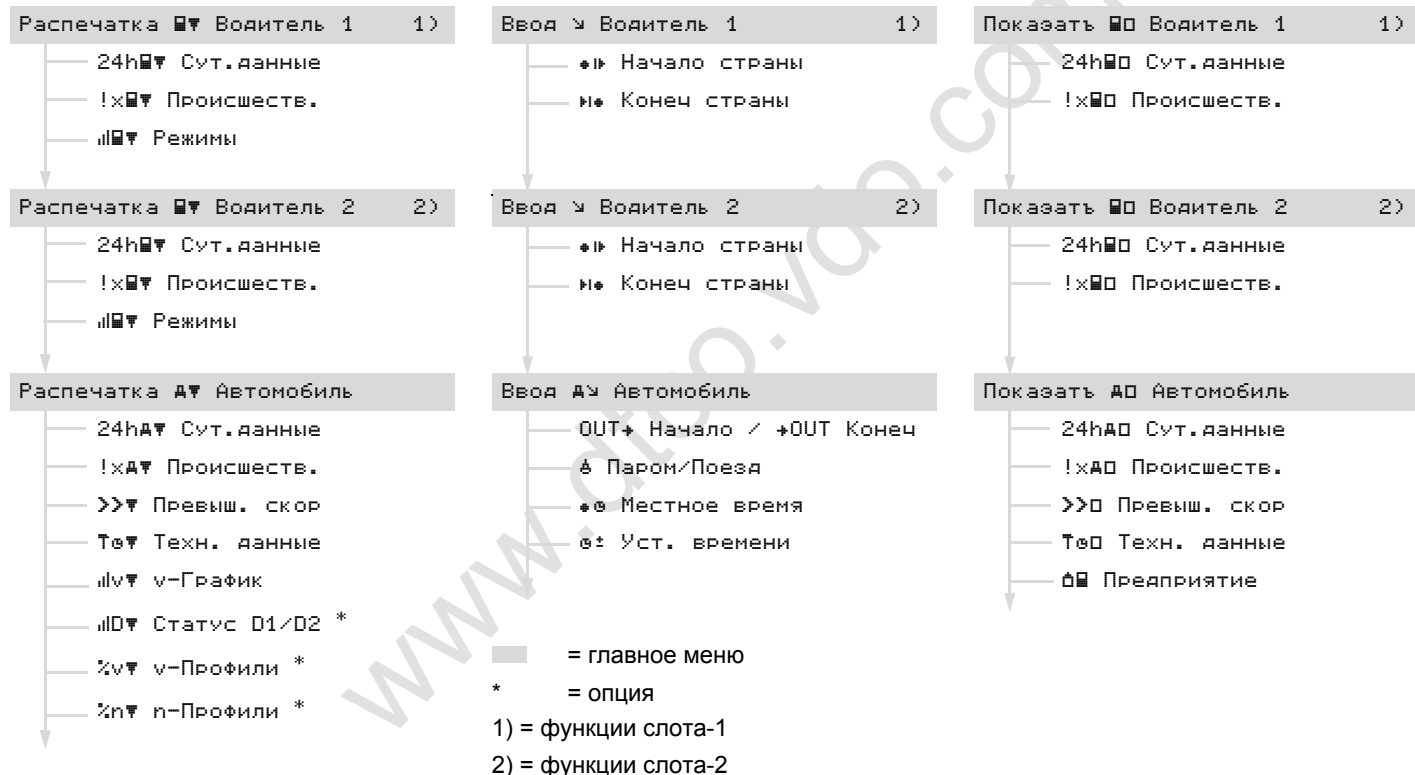 Распечатка Водитель 1 1)
24h Сут.данные
!x Происшеств.
Режимы
Распечатка Водитель 2 2)
24h Сут.данные
!x Происшеств.
Режимы
Распечатка Автомобиль
24h Сут.данные
!x Происшеств.
>> Превыш. скор
Техн. данные
v v-График
D Статус D1/D2 *
%v v-Профили *
%n n-Профили *
Ввод Водитель 1 1)
Начало страны
Конец страны
Ввод Водитель 2 2)
Начало страны
Конец страны
Ввод Автомобиль
OUT→ Начало / →OUT Конец
Паром/Поезд
Местное время
Уст. времени
= главное меню
* = опция
1) = функции слота-1
2) = функции слота-2
Показать Водитель 1 1)
24h Сут.данные
!x Происшеств.
Показать Водитель 2 2)
24h Сут.данные
!x Происшеств.
Показать Автомобиль
24h Сут.данные
!x Происшеств.
>> Превыш. скор
Техн. данные
Предприятие
www.dtco.vdo.com